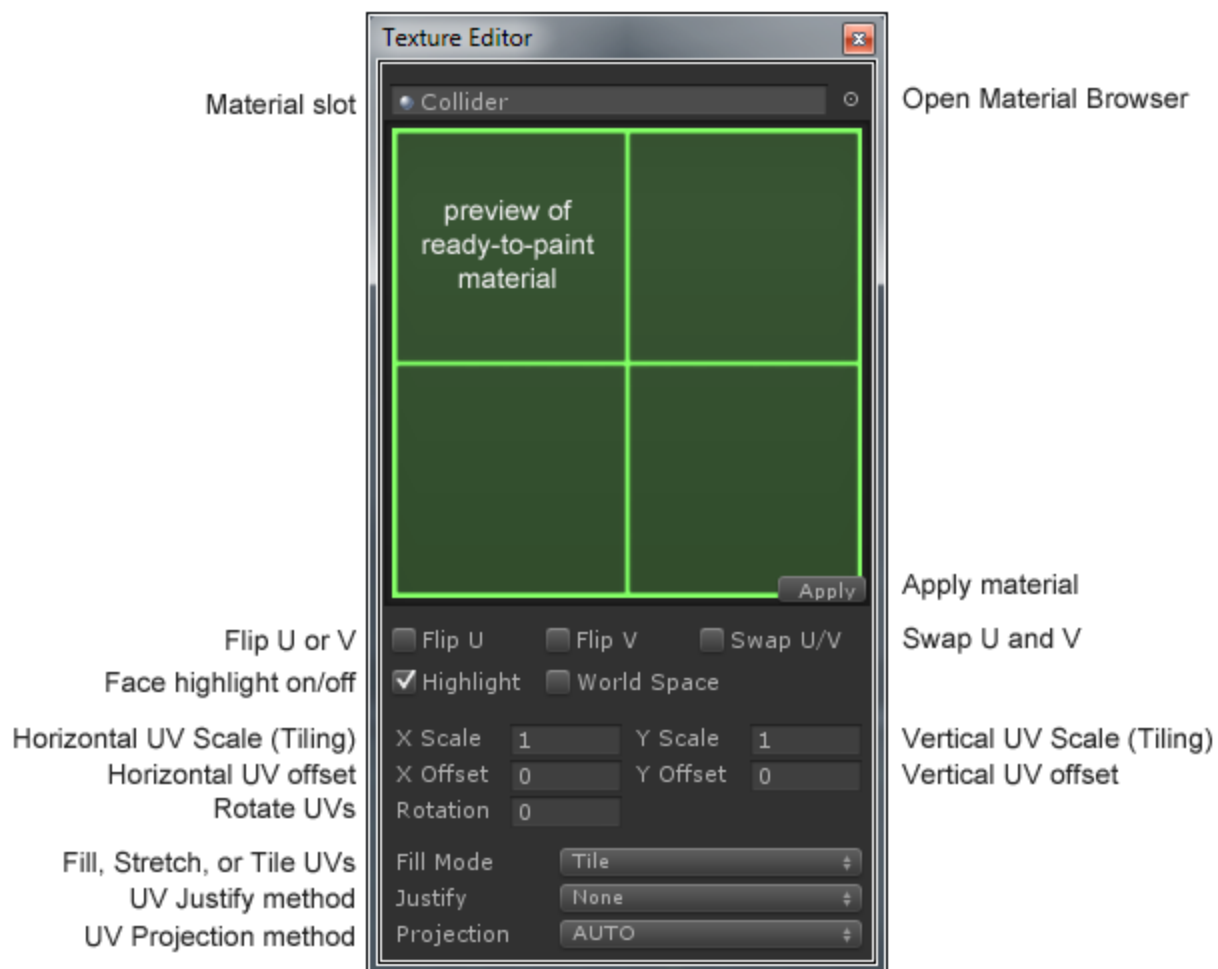 Texture Editor
Material slot
Collider
Open Material Browser
preview of
ready-to-paint
material
Apply
Apply material
Flip U or V
Flip U
Flip V
Swap U/V
Swap U and V
Face highlight on/off
Highlight
World Space
Horizontal UV Scale (Tiling)
X Scale
1
Y Scale
1
Vertical UV Scale (Tiling)
Horizontal UV offset
X Offset
0
Y Offset
0
Vertical UV offset
Rotate UVs
Rotation
0
Fill, Stretch, or Tile UVs
Fill Mode
Tile
UV Justify method
Justify
None
UV Projection method
Projection
AUTO